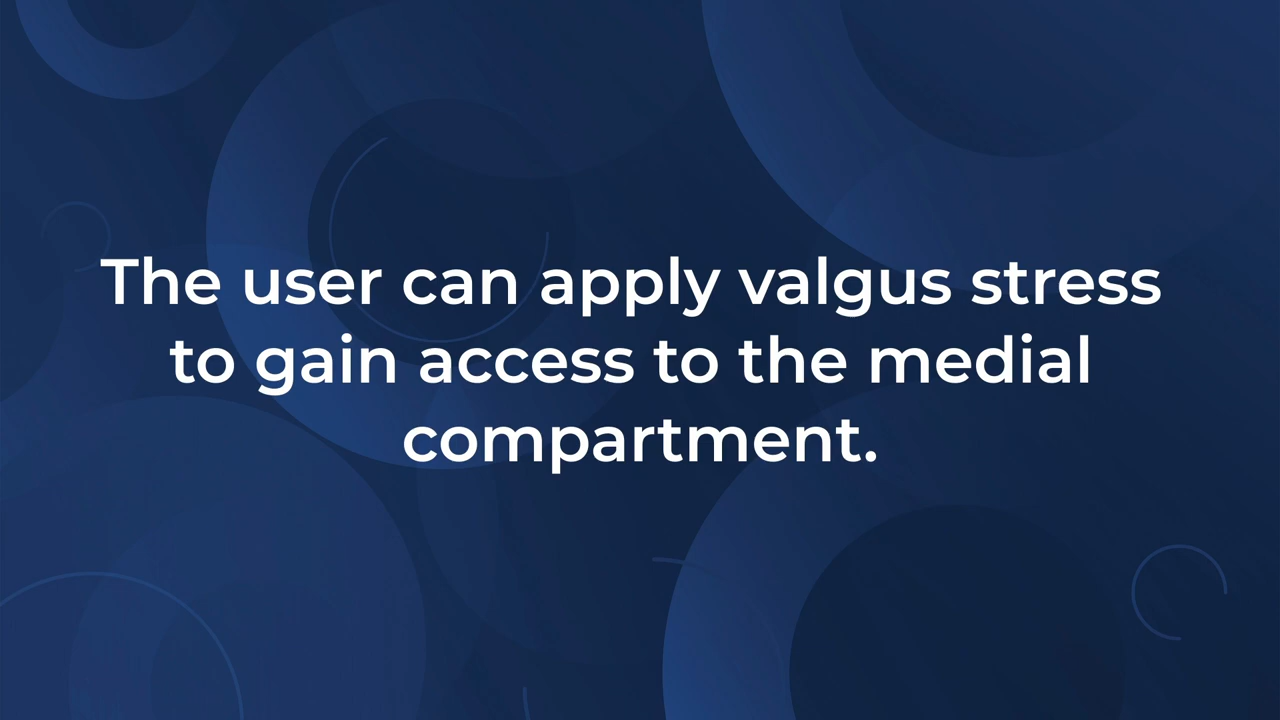 The user can apply valgus stress
to gain access to the medial
compartment.